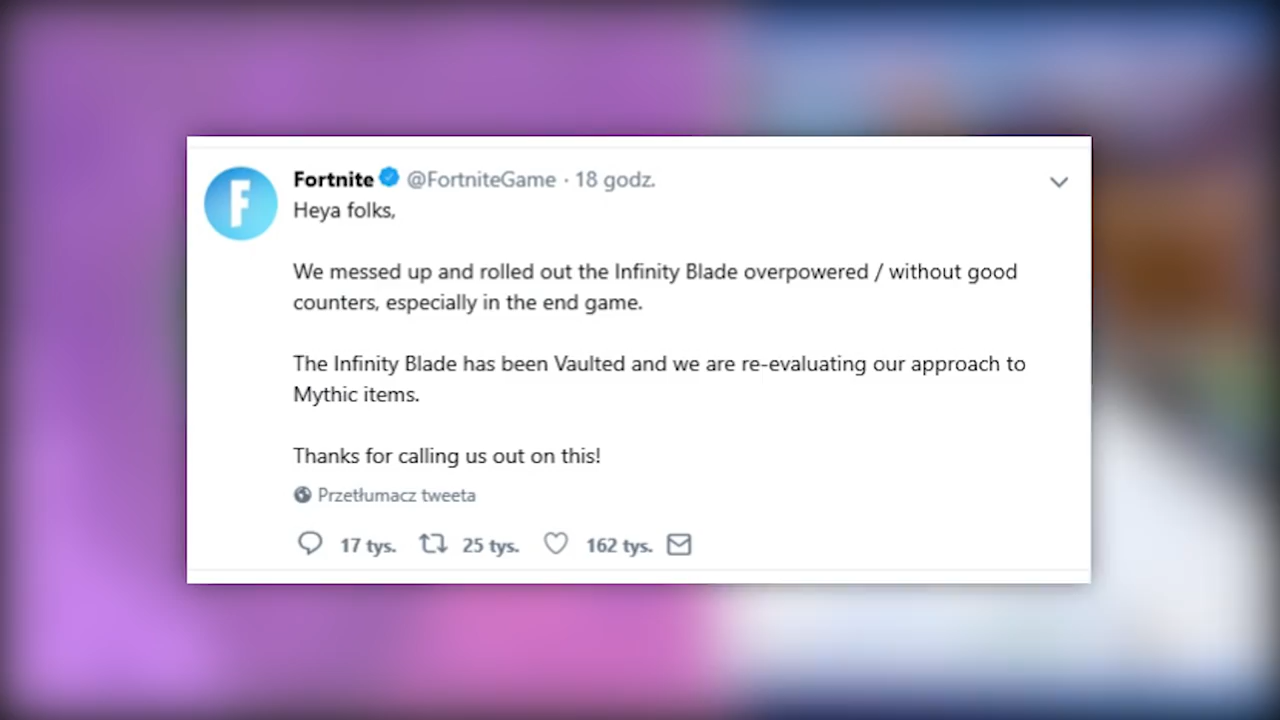 F
Fortnite @FortniteGame · 18 godz.
Heya folks,
We messed up and rolled out the Infinity Blade overpowered / without good
counters, especially in the end game.
The Infinity Blade has been Vaulted and we are re-evaluating our approach to
Mythic items.
Thanks for calling us out on this!
Przetłumacz tweeta
17 tys. 25 tys. 162 tys.